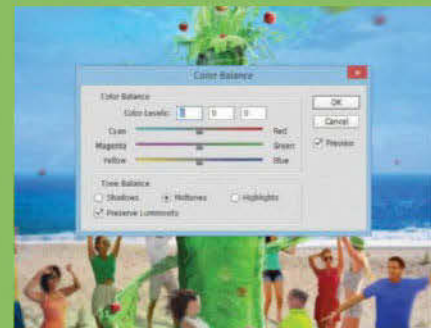 Color Balance
Color Balance
Color Levels: 0 0 0
Cyan Red
Magenta Green
Yellow Blue
Tone Balance
Shadows Midtones Highlights
Preserve Luminosity
OK
Cancel
Preview